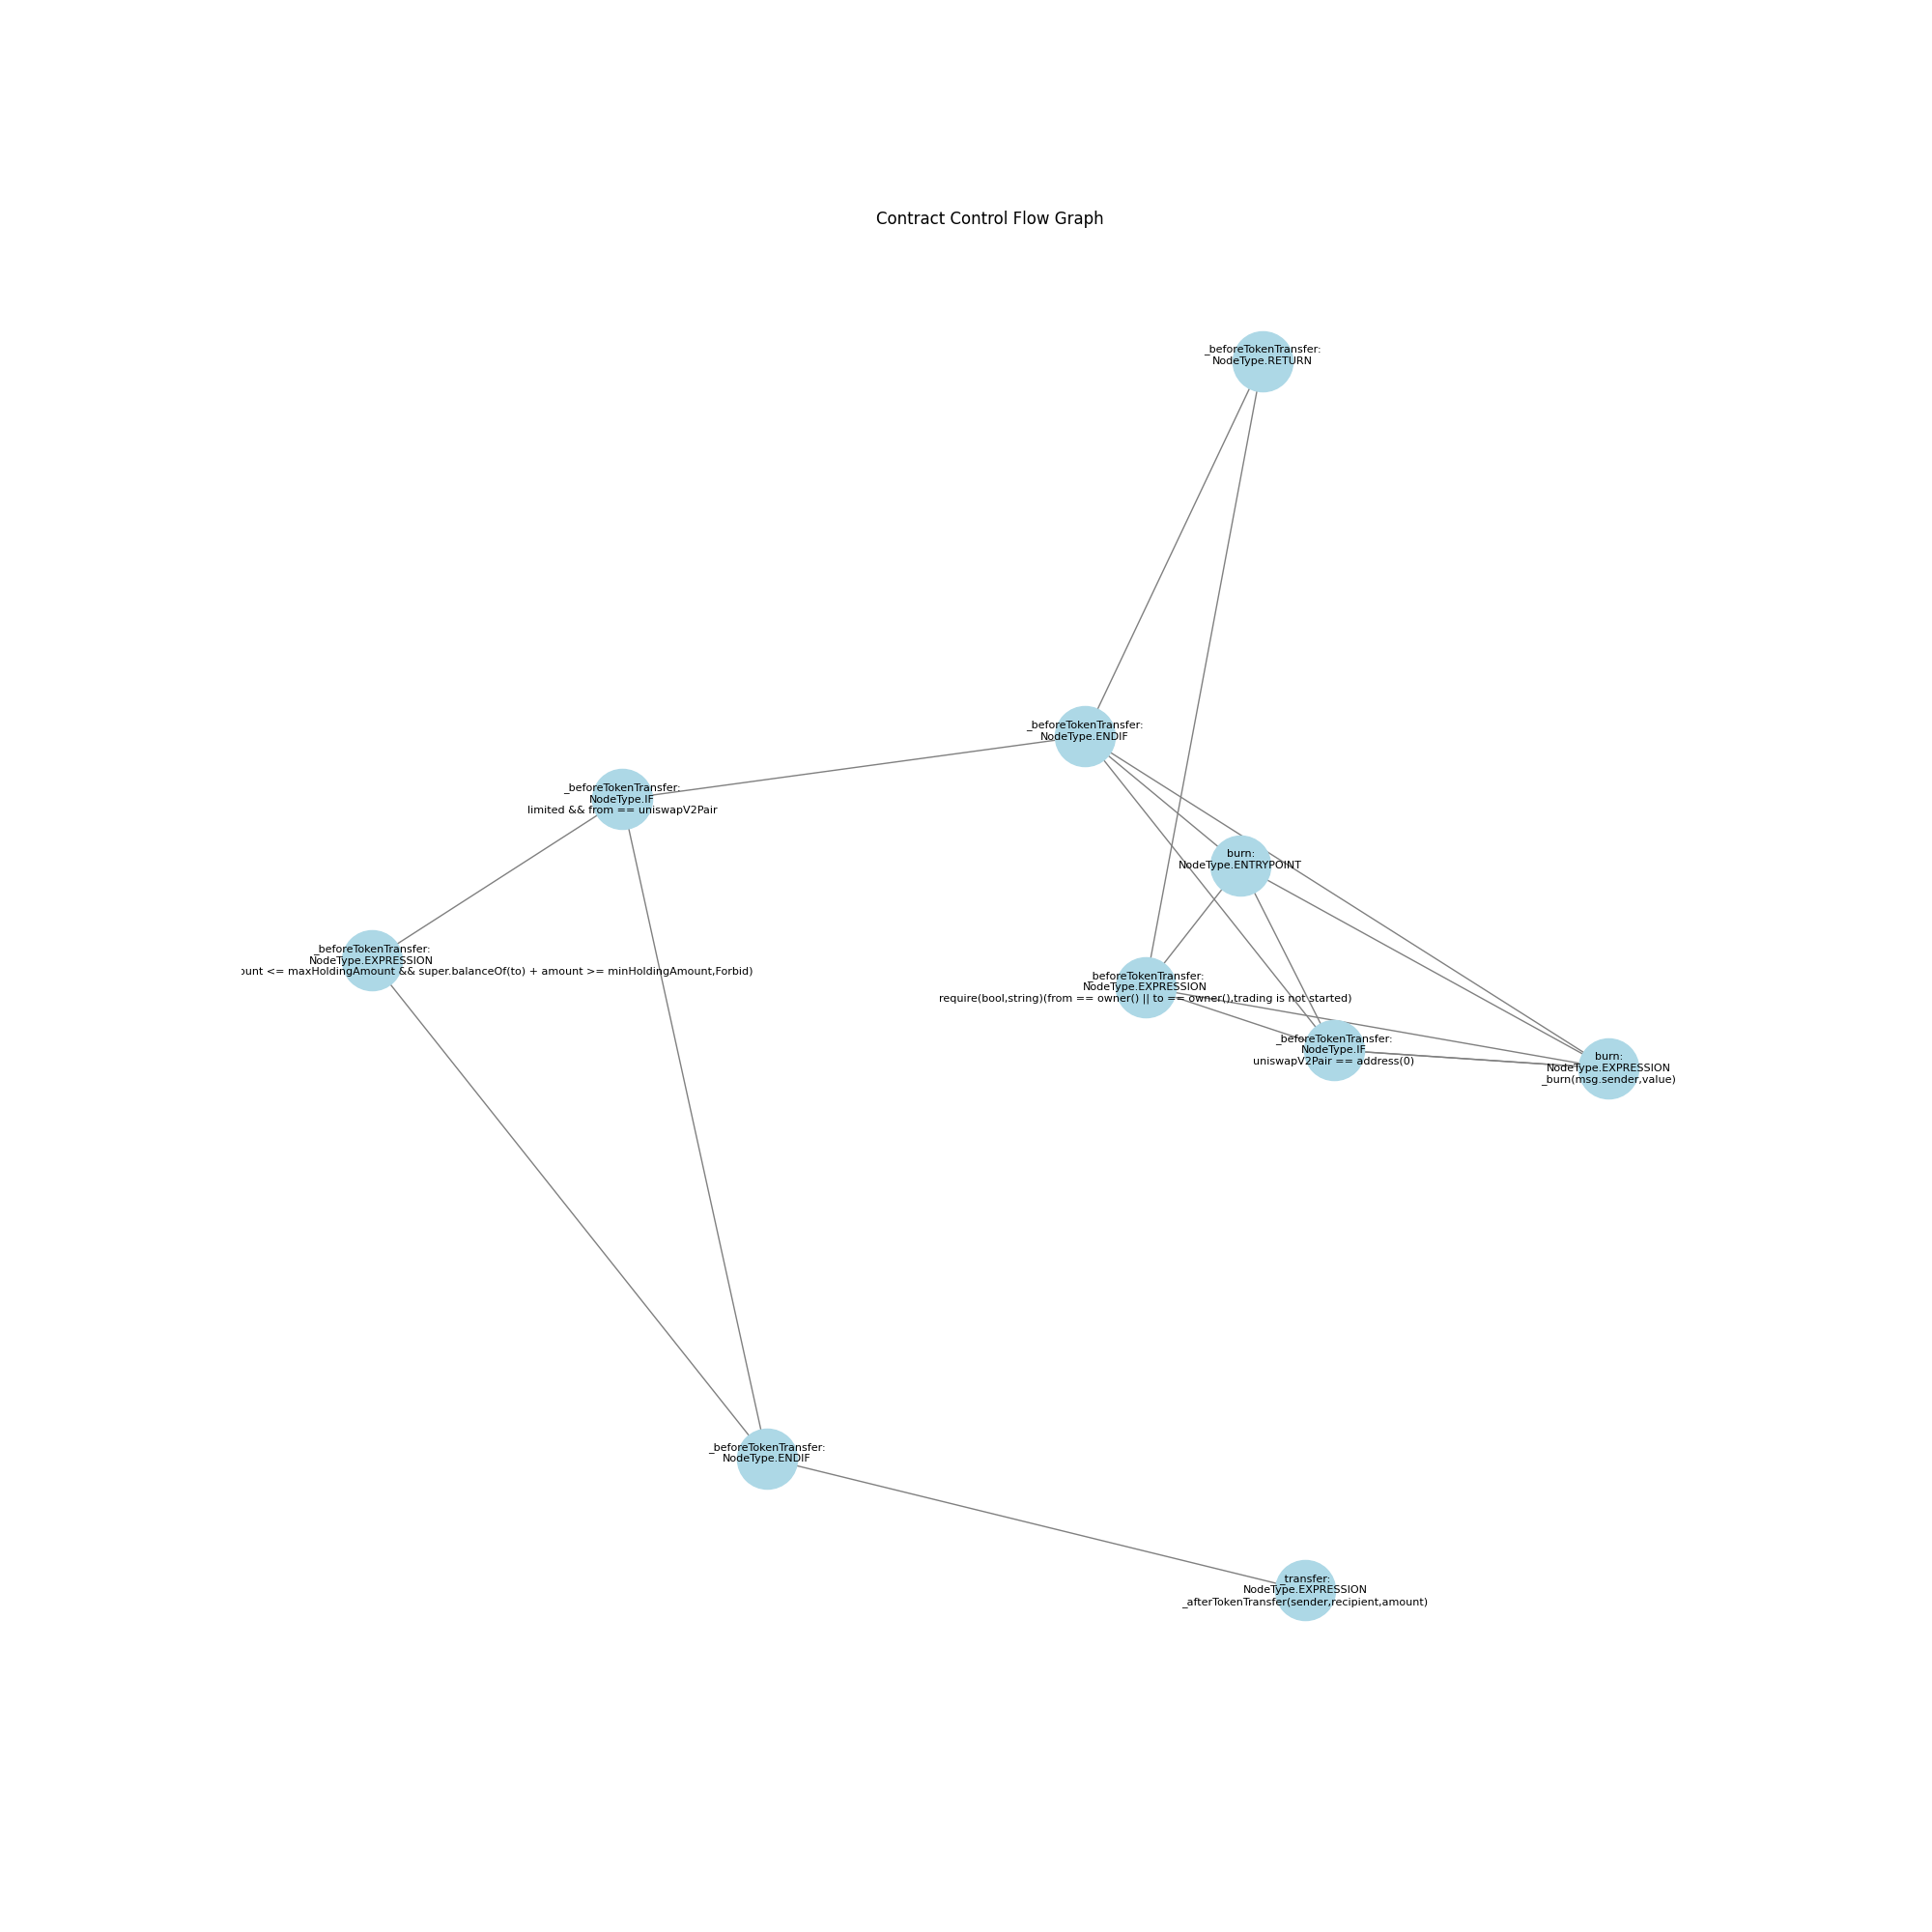 Contract Control Flow Graph
_beforeTokenTransfer:
NodeType.RETURN
_beforeTokenTransfer:
NodeType.ENDIF
_beforeTokenTransfer:
NodeType.IF
limited && from == uniswapV2Pair
burn:
NodeType.ENTRYPOINT
_beforeTokenTransfer:
NodeType.EXPRESSION
<= maxHoldingAmount && super.balanceOf(to) + amount >= minHoldingAmount,Forbid)
_beforeTokenTransfer:
NodeType.EXPRESSION
require(bool,string)(from == owner() || to == owner(),trading is not started)
_beforeTokenTransfer:
NodeType.IF
uniswapV2Pair == address(0)
burn:
NodeType.EXPRESSION
_burn(msg.sender,value)
_beforeTokenTransfer:
NodeType.ENDIF
_transfer:
NodeType.EXPRESSION
_afterTokenTransfer(sender,recipient,amount)